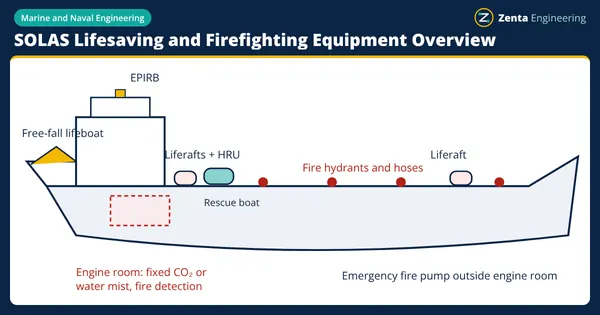 Marine and Naval Engineering
Zenta Engineering
SOLAS Lifesaving and Firefighting Equipment Overview
EPIRB
Free-fall lifeboat
Liferafts + HRU
Fire hydrants and hoses
Liferaft
Rescue boat
Engine room: fixed CO₂ or
water mist, fire detection
Emergency fire pump outside engine room